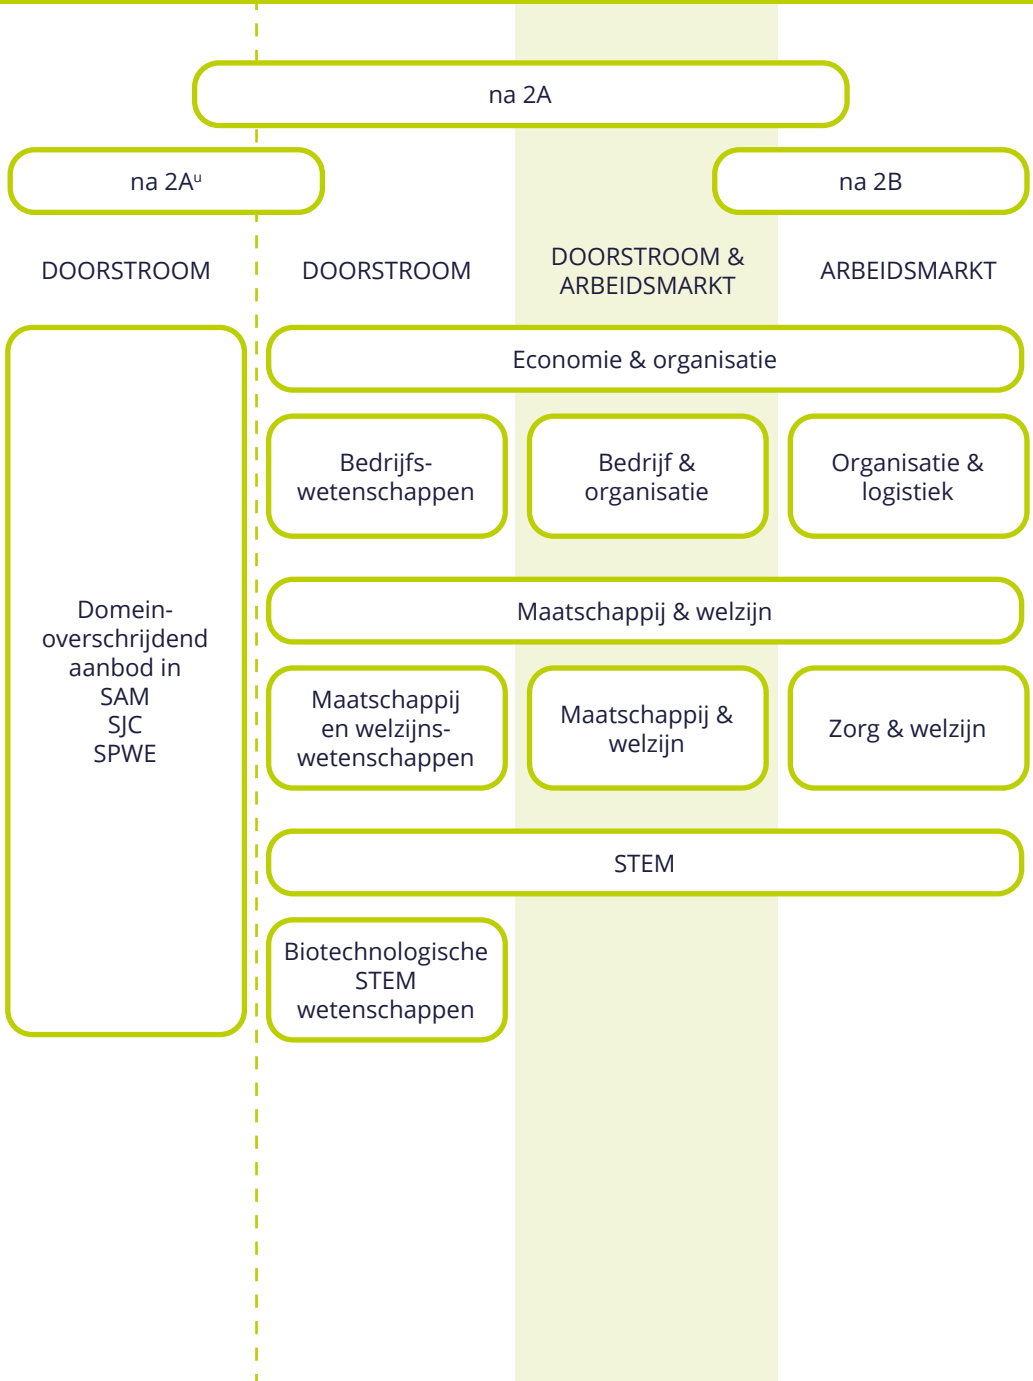 na 2A
na 2Aᵘ
na 2B
DOORSTROOM
DOORSTROOM
DOORSTROOM &
ARBEIDSMARKT
ARBEIDSMARKT
Domein-
overschrijdend
aanbod in
SAM
SJC
SPWE
Economie & organisatie
Bedrijfs-
wetenschappen
Bedrijf &
organisatie
Organisatie &
logistiek
Maatschappij & welzijn
Maatschappij
en welzijns-
wetenschappen
Maatschappij &
welzijn
Zorg & welzijn
STEM
Biotechnologische
STEM
wetenschappen